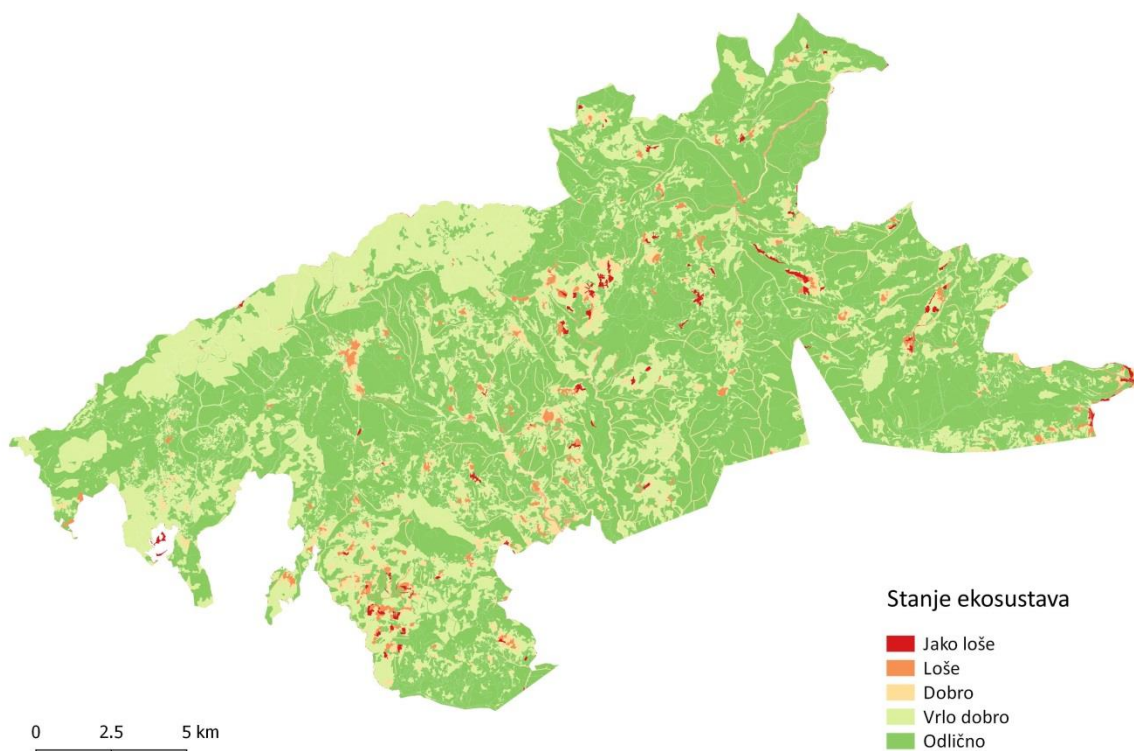 Stanje ekosustava
Jako loše
Loše
Dobro
Vrlo dobro
Odlično
0 2.5 5 km